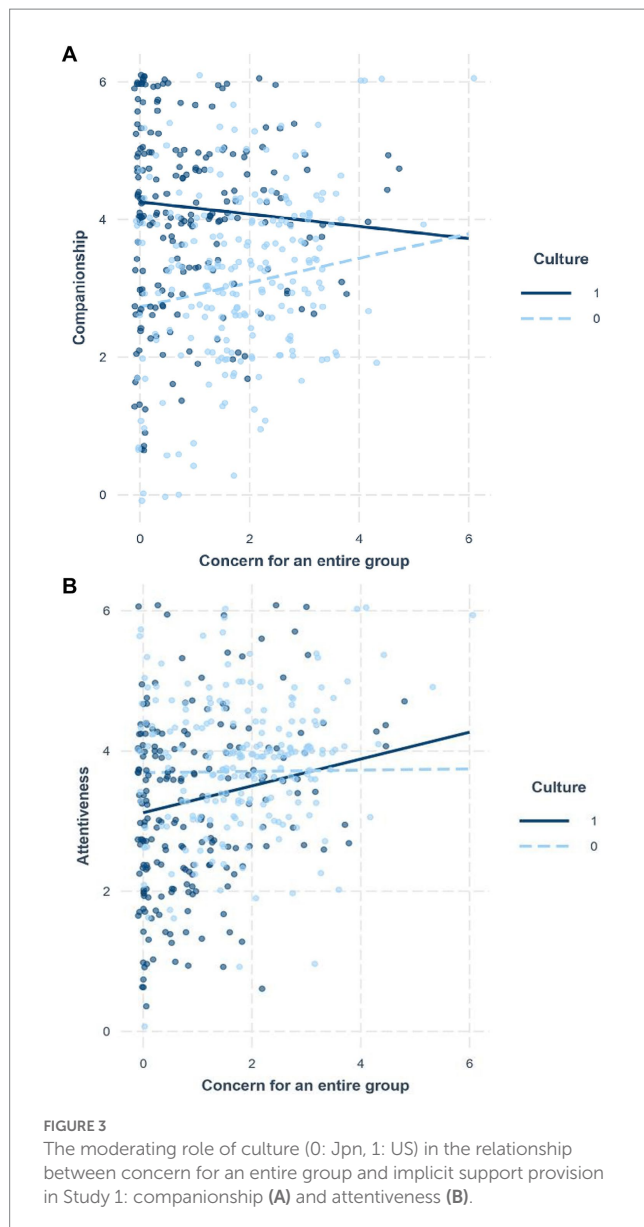 A
6
4
2
0
Companionship
0 2 4 6
Concern for an entire group
Culture
1
0
B
6
4
2
0
Attentiveness
0 2 4 6
Concern for an entire group
Culture
1
0
FIGURE 3
The moderating role of culture (0: Jpn, 1: US) in the relationship
between concern for an entire group and implicit support provision
in Study 1: companionship (A) and attentiveness (B).